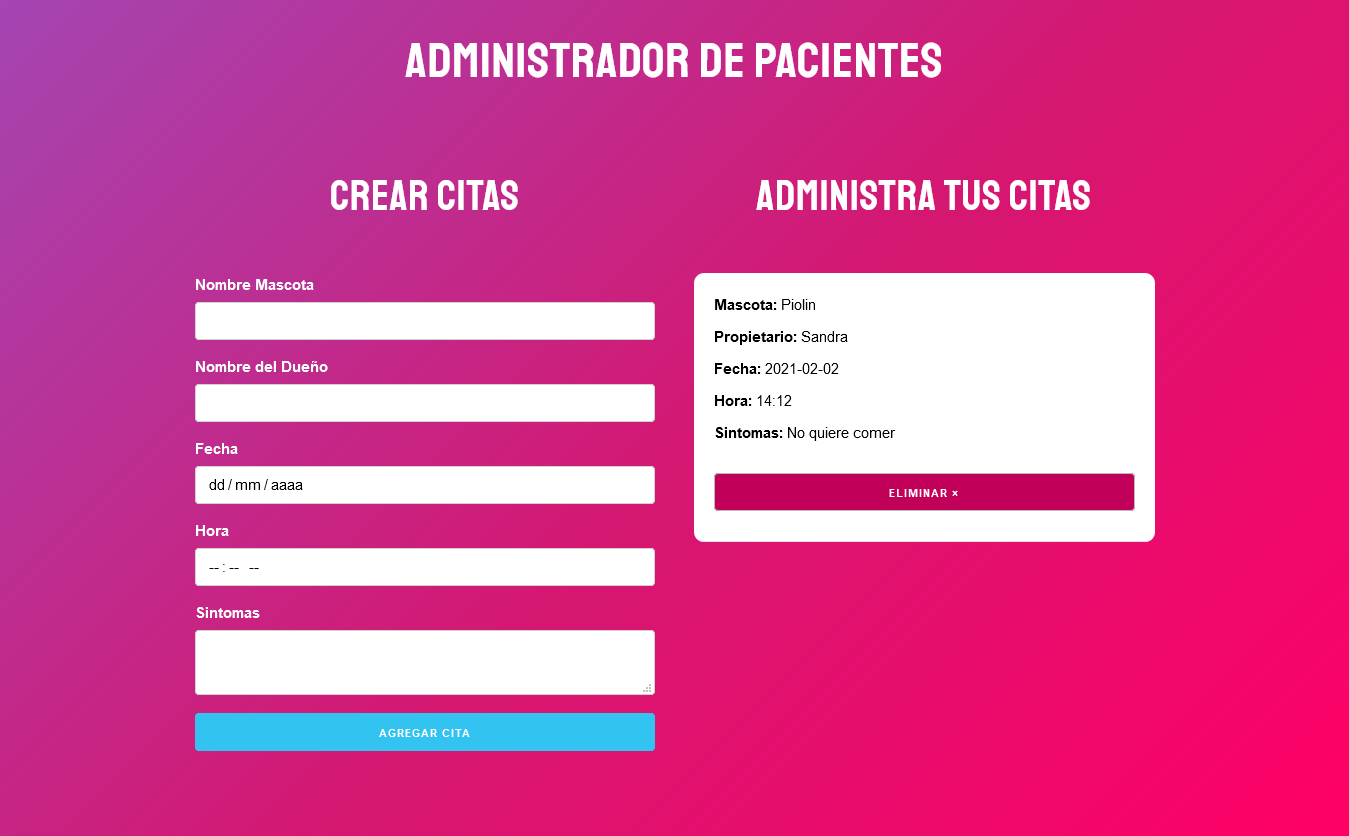 ADMINISTRADOR DE PACIENTES
CREAR CITAS
Nombre Mascota
Nombre del Dueño
Fecha
dd / mm / aaaa
Hora
-- : -- --
Sintomas
AGREGAR CITA
ADMINISTRA TUS CITAS
Mascota: Piolin
Propietario: Sandra
Fecha: 2021-02-02
Hora: 14:12
Sintomas: No quiere comer
ELIMINAR ×